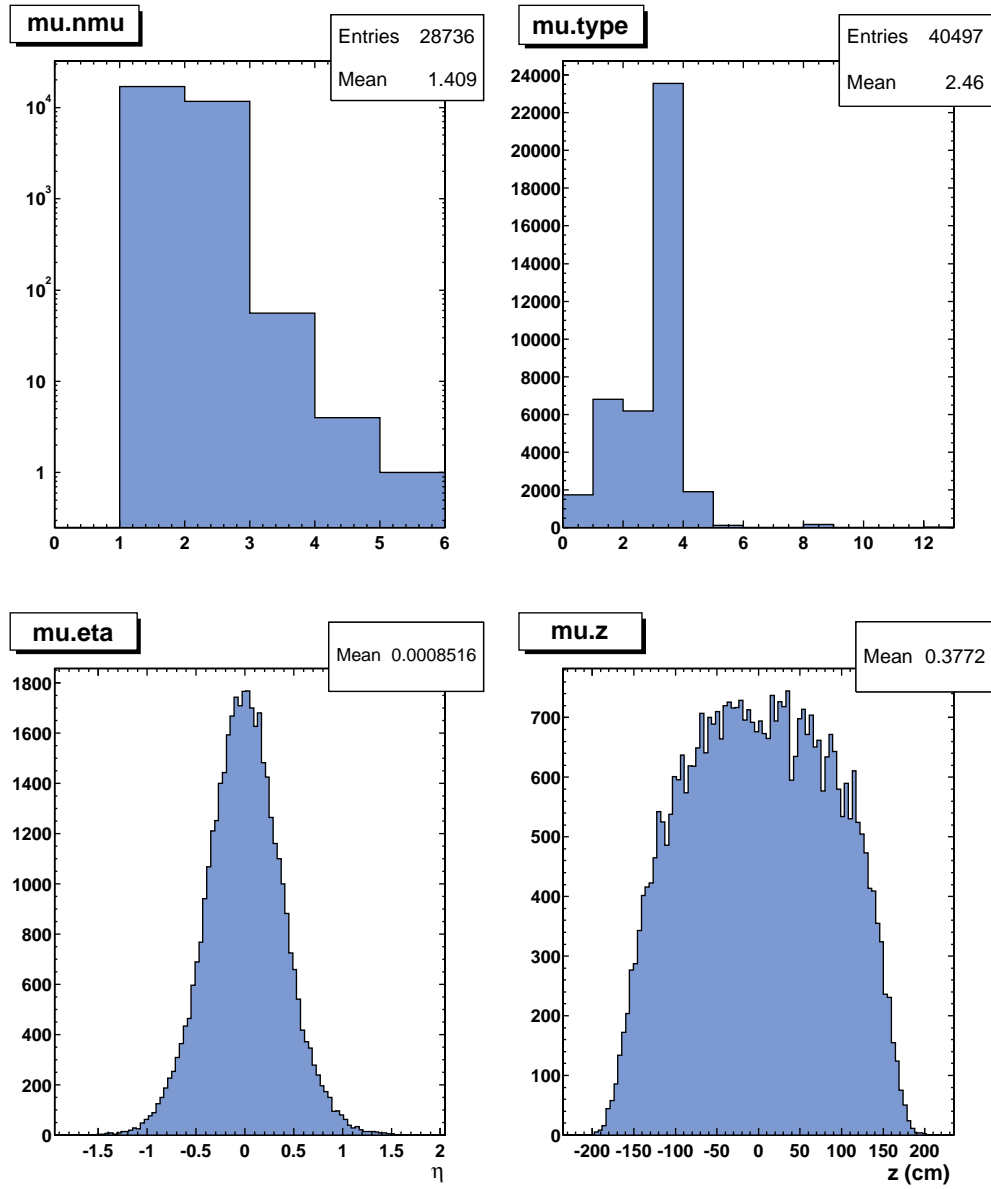 mu.nmu
Entries 28736
Mean 1.409
10^4
10^3
10^2
10
1
0 1 2 3 4 5 6
mu.type
Entries 40497
Mean 2.46
24000
22000
20000
18000
16000
14000
12000
10000
8000
6000
4000
2000
0
0 2 4 6 8 10 12
mu.eta
Mean 0.0008516
1800
1600
1400
1200
1000
800
600
400
200
0
-1.5 -1 -0.5 0 0.5 1 1.5 2
η
mu.z
Mean 0.3772
700
600
500
400
300
200
100
0
-200 -150 -100 -50 0 50 100 150 200
z (cm)